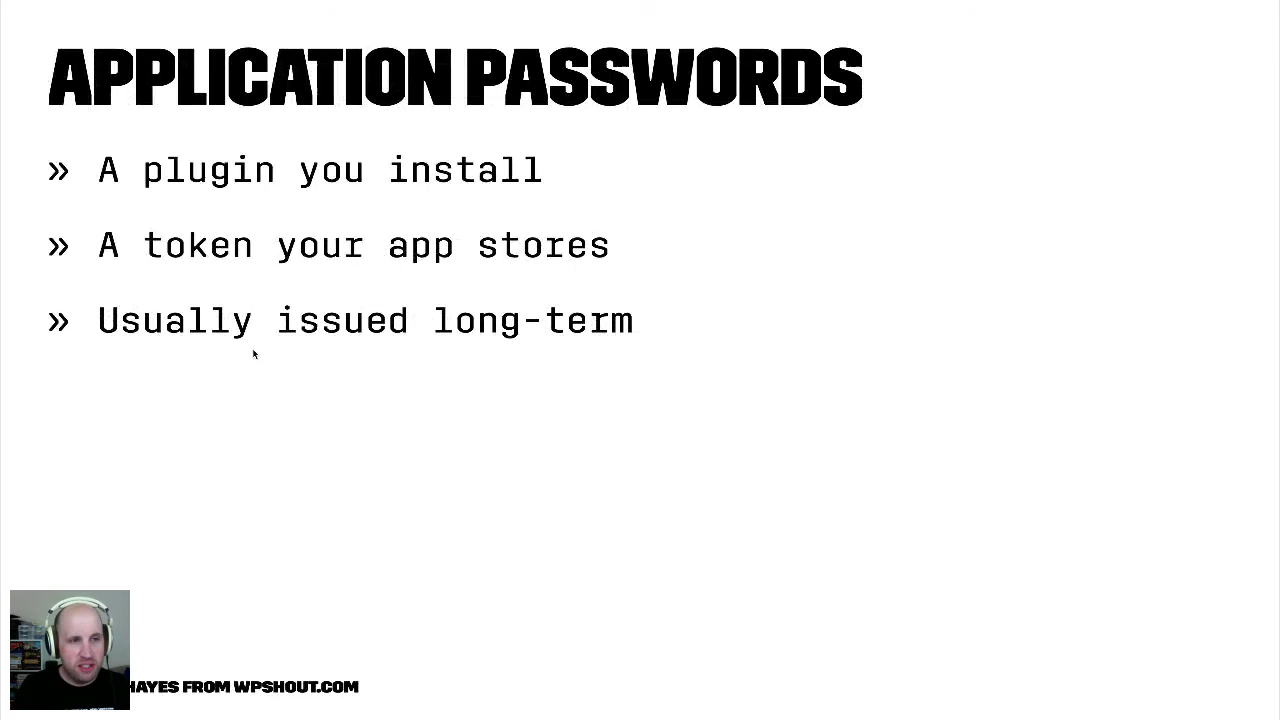 APPLICATION PASSWORDS
» A plugin you install
» A token your app stores
» Usually issued long-term
HAYES FROM WPSHOUT.COM